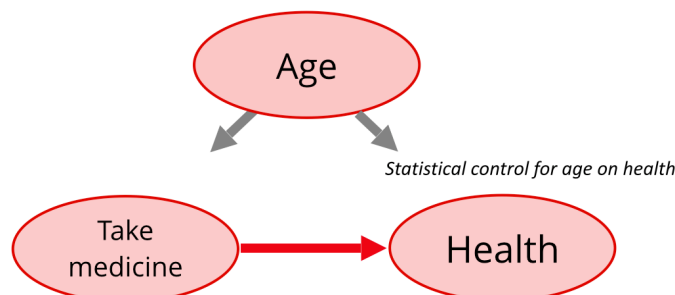 Age
Statistical control for age on health
Take
medicine
Health